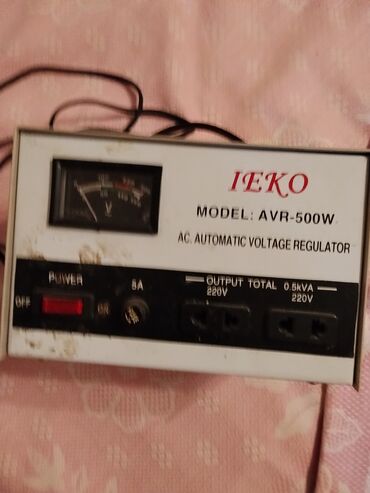 IEKO
MODEL: AVR-500W
AC. AUTOMATIC VOLTAGE REGULATOR
V
POWER
OFF
ON
8A
OUTPUT TOTAL 0.5kVA
220V 220V